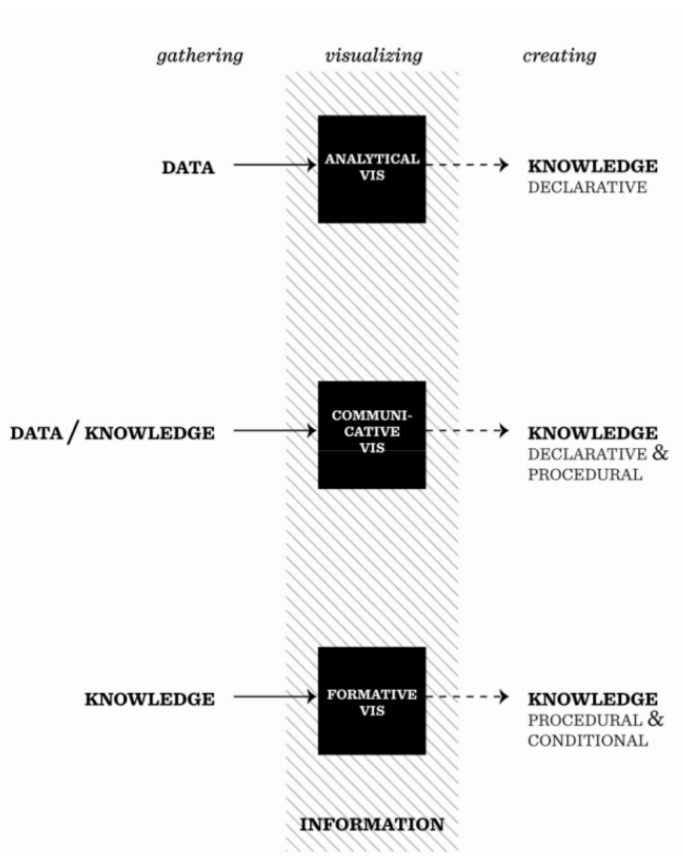 gathering visualizing creating
DATA
ANALYTICAL
VIS
KNOWLEDGE
DECLARATIVE
DATA / KNOWLEDGE
COMMUNI-
CATIVE
VIS
KNOWLEDGE
DECLARATIVE &
PROCEDURAL
KNOWLEDGE
FORMATIVE
VIS
KNOWLEDGE
PROCEDURAL &
CONDITIONAL
INFORMATION